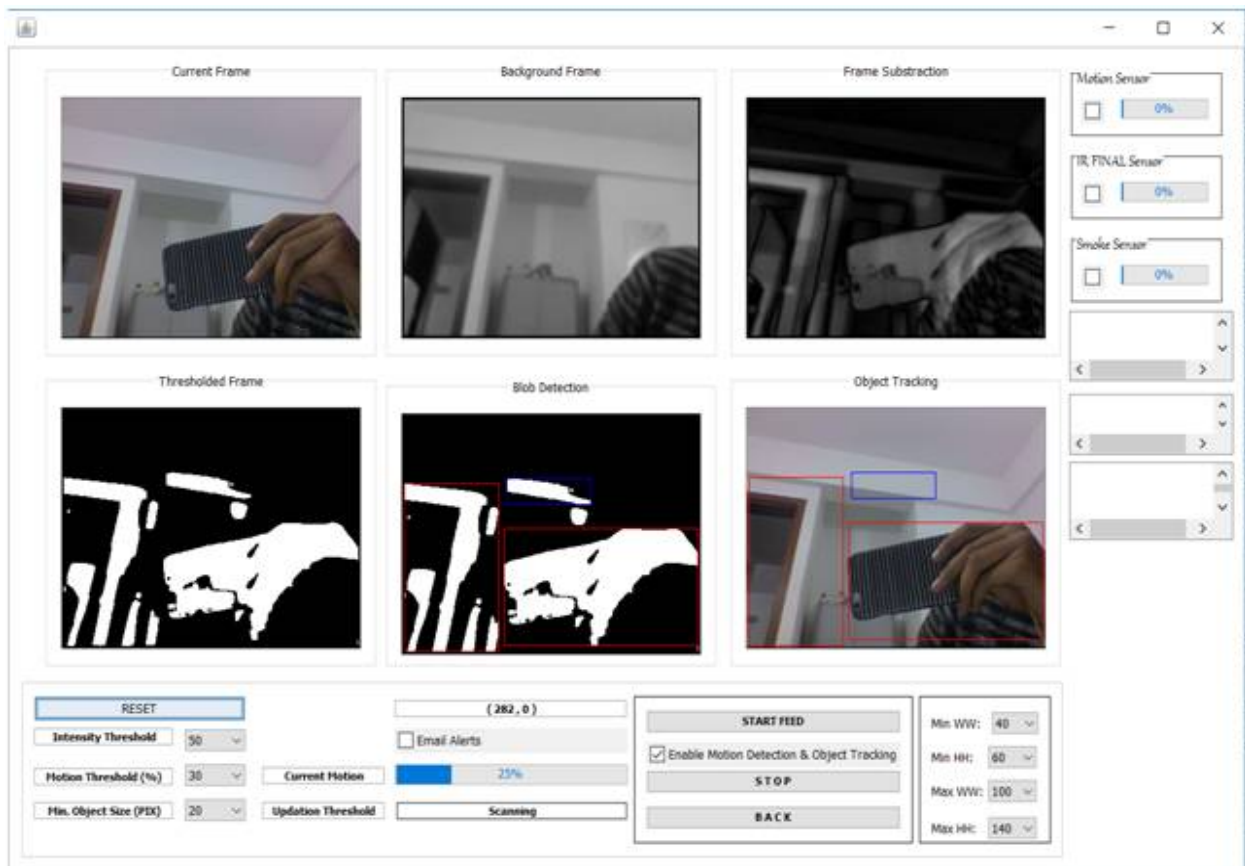 Current Frame
Background Frame
Frame Substraction
Motion Sensor
0%
IR FINAL Sensor
0%
Smoke Sensor
0%
Thresholded Frame
Blob Detection
Object Tracking
RESET
( 282 , 0 )
Intensity Threshold
50
Email Alerts
Motion Threshold (%)
30
Current Motion
25%
Min. Object Size (PIX)
20
Updation Threshold
Scanning
START FEED
Enable Motion Detection & Object Tracking
STOP
BACK
Min WW:
40
Min HH:
60
Max WW:
100
Max HH:
140